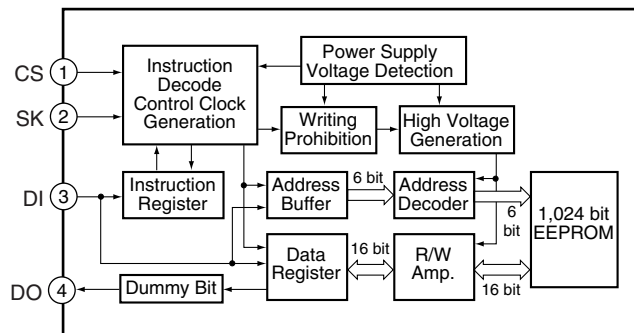 CS
1
SK
2
DI
3
DO
4
Instruction
Decode
Control Clock
Generation
Power Supply
Voltage Detection
Writing
Prohibition
High Voltage
Generation
Instruction
Register
Address
Buffer
6 bit
Address
Decoder
6
bit
1,024 bit
EEPROM
Data
Register
16 bit
R/W
Amp.
16 bit
Dummy Bit